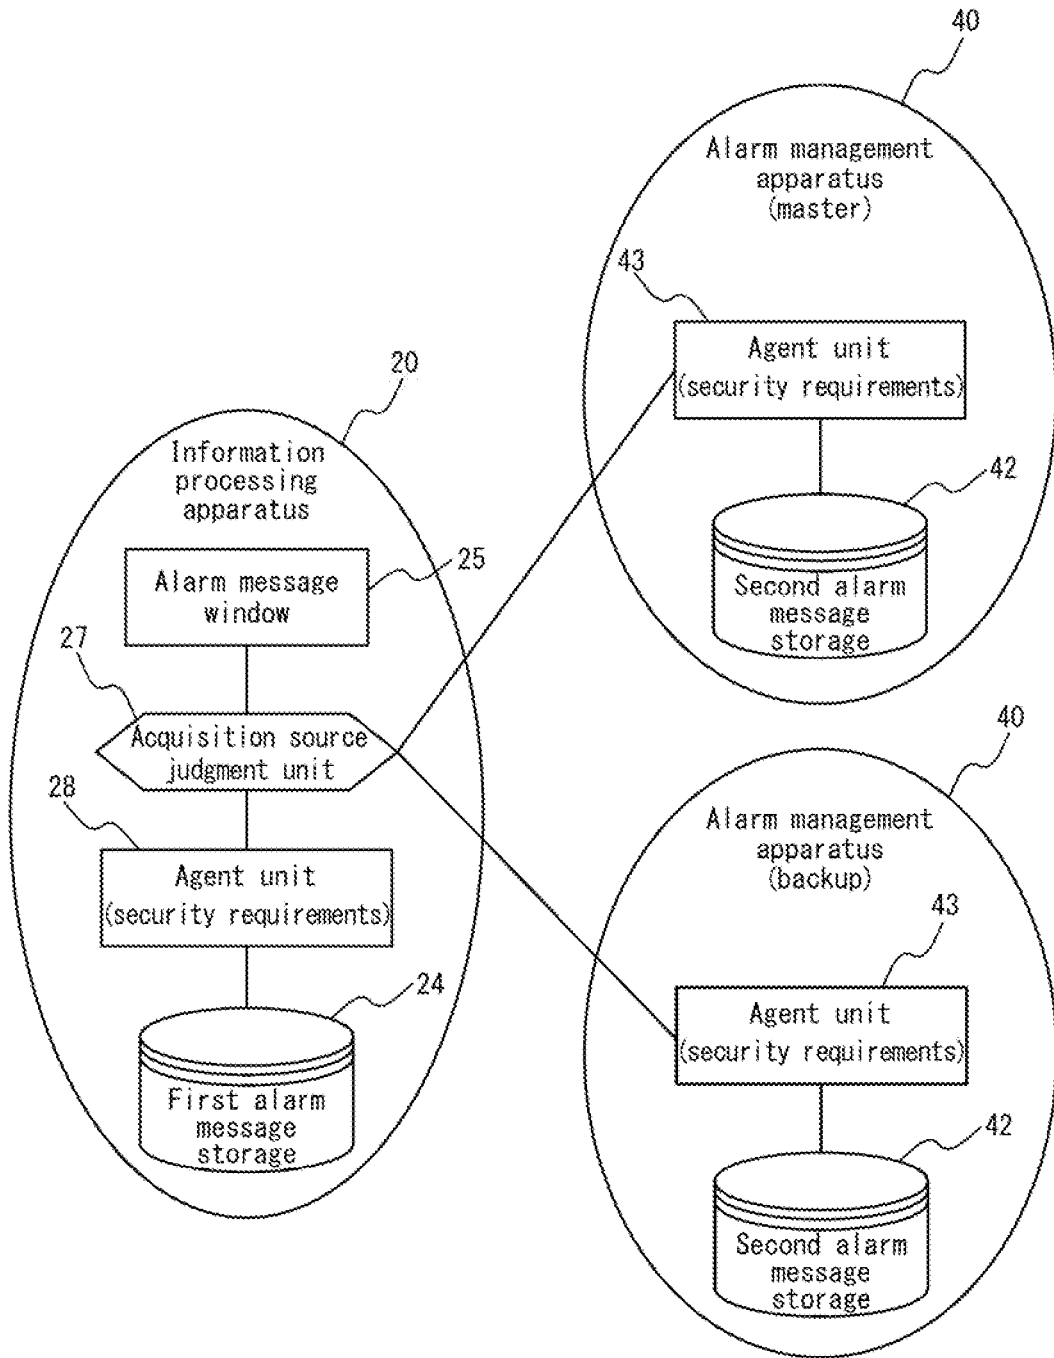 40
Alarm management
apparatus
(master)
43
Agent unit
(security requirements)
42
Second alarm
message
storage
20
Information
processing
apparatus
25
Alarm message
window
27
Acquisition source
judgment unit
28
Agent unit
(security requirements)
24
First alarm
message
storage
40
Alarm management
apparatus
(backup)
43
Agent unit
(security requirements)
42
Second alarm
message
storage